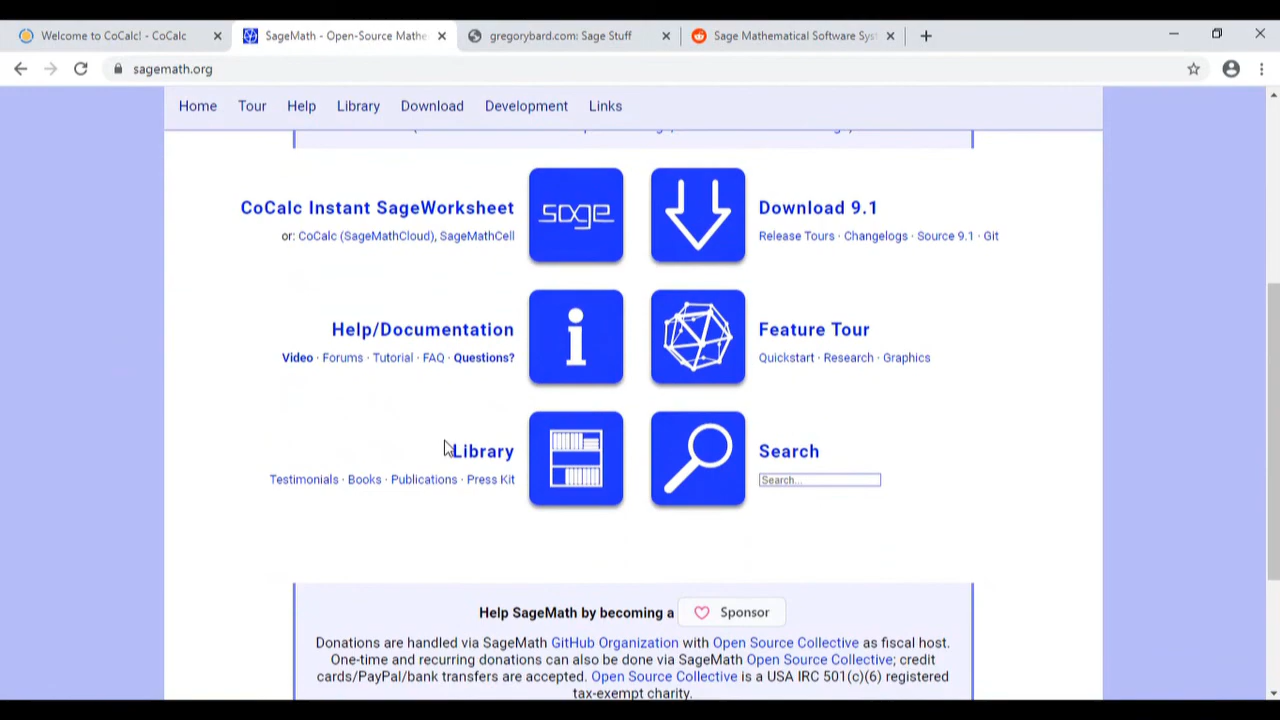 Welcome to CoCalc! - CoCalc
SageMath - Open-Source Mathe
gregorybard.com: Sage Stuff
Sage Mathematical Software Sys
sagemath.org
Home Tour Help Library Download Development Links
CoCalc Instant SageWorksheet
or: CoCalc (SageMathCloud), SageMathCell
sage
Download 9.1
Release Tours · Changelogs · Source 9.1 · Git
Help/Documentation
Video · Forums · Tutorial · FAQ · Questions?
Feature Tour
Quickstart · Research · Graphics
Library
Testimonials · Books · Publications · Press Kit
Search
Search...
Help SageMath by becoming a Sponsor
Donations are handled via SageMath GitHub Organization with Open Source Collective as fiscal host.
One-time and recurring donations can also be done via SageMath Open Source Collective; credit
cards/PayPal/bank transfers are accepted. Open Source Collective is a USA IRC 501(c)(6) registered
tax-exempt charity.